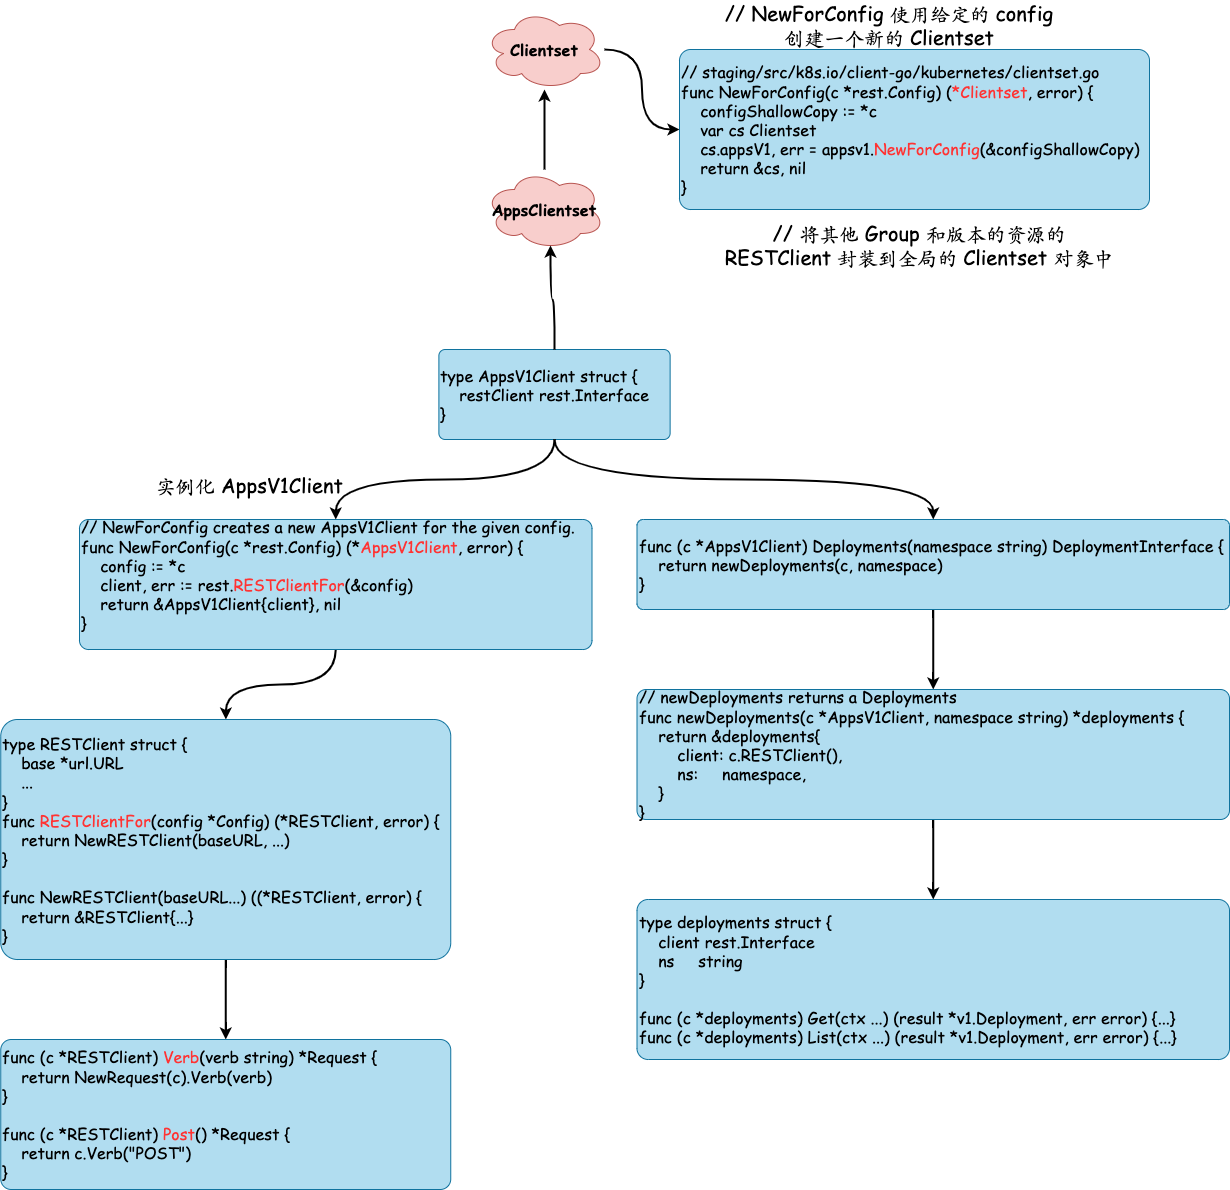 // NewForConfig 使用给定的 config
创建一个新的 Clientset
Clientset
// staging/src/k8s.io/client-go/kubernetes/clientset.go
func NewForConfig(c *rest.Config) (*Clientset, error) {
    configShallowCopy := *c
    var cs Clientset
    cs.appsV1, err = appsv1.NewForConfig(&configShallowCopy)
    return &cs, nil
}
AppsClientset
// 将其他 Group 和版本的资源的
RESTClient 封装到全局的 Clientset 对象中
type AppsV1Client struct {
    restClient rest.Interface
}
实例化 AppsV1Client
// NewForConfig creates a new AppsV1Client for the given config.
func NewForConfig(c *rest.Config) (*AppsV1Client, error) {
    config := *c
    client, err := rest.RESTClientFor(&config)
    return &AppsV1Client{client}, nil
}
type RESTClient struct {
    base *url.URL
    ...
}
func RESTClientFor(config *Config) (*RESTClient, error) {
    return NewRESTClient(baseURL, ...)
}
func NewRESTClient(baseURL...) ((*RESTClient, error) {
    return &RESTClient{...}
}
func (c *RESTClient) Verb(verb string) *Request {
    return NewRequest(c).Verb(verb)
}
func (c *RESTClient) Post() *Request {
    return c.Verb("POST")
}
func (c *AppsV1Client) Deployments(namespace string) DeploymentInterface {
    return newDeployments(c, namespace)
}
// newDeployments returns a Deployments
func newDeployments(c *AppsV1Client, namespace string) *deployments {
    return &deployments{
        client: c.RESTClient(),
        ns:     namespace,
    }
}
type deployments struct {
    client rest.Interface
    ns     string
}
func (c *deployments) Get(ctx ...) (result *v1.Deployment, err error) {...}
func (c *deployments) List(ctx ...) (result *v1.Deployment, err error) {...}